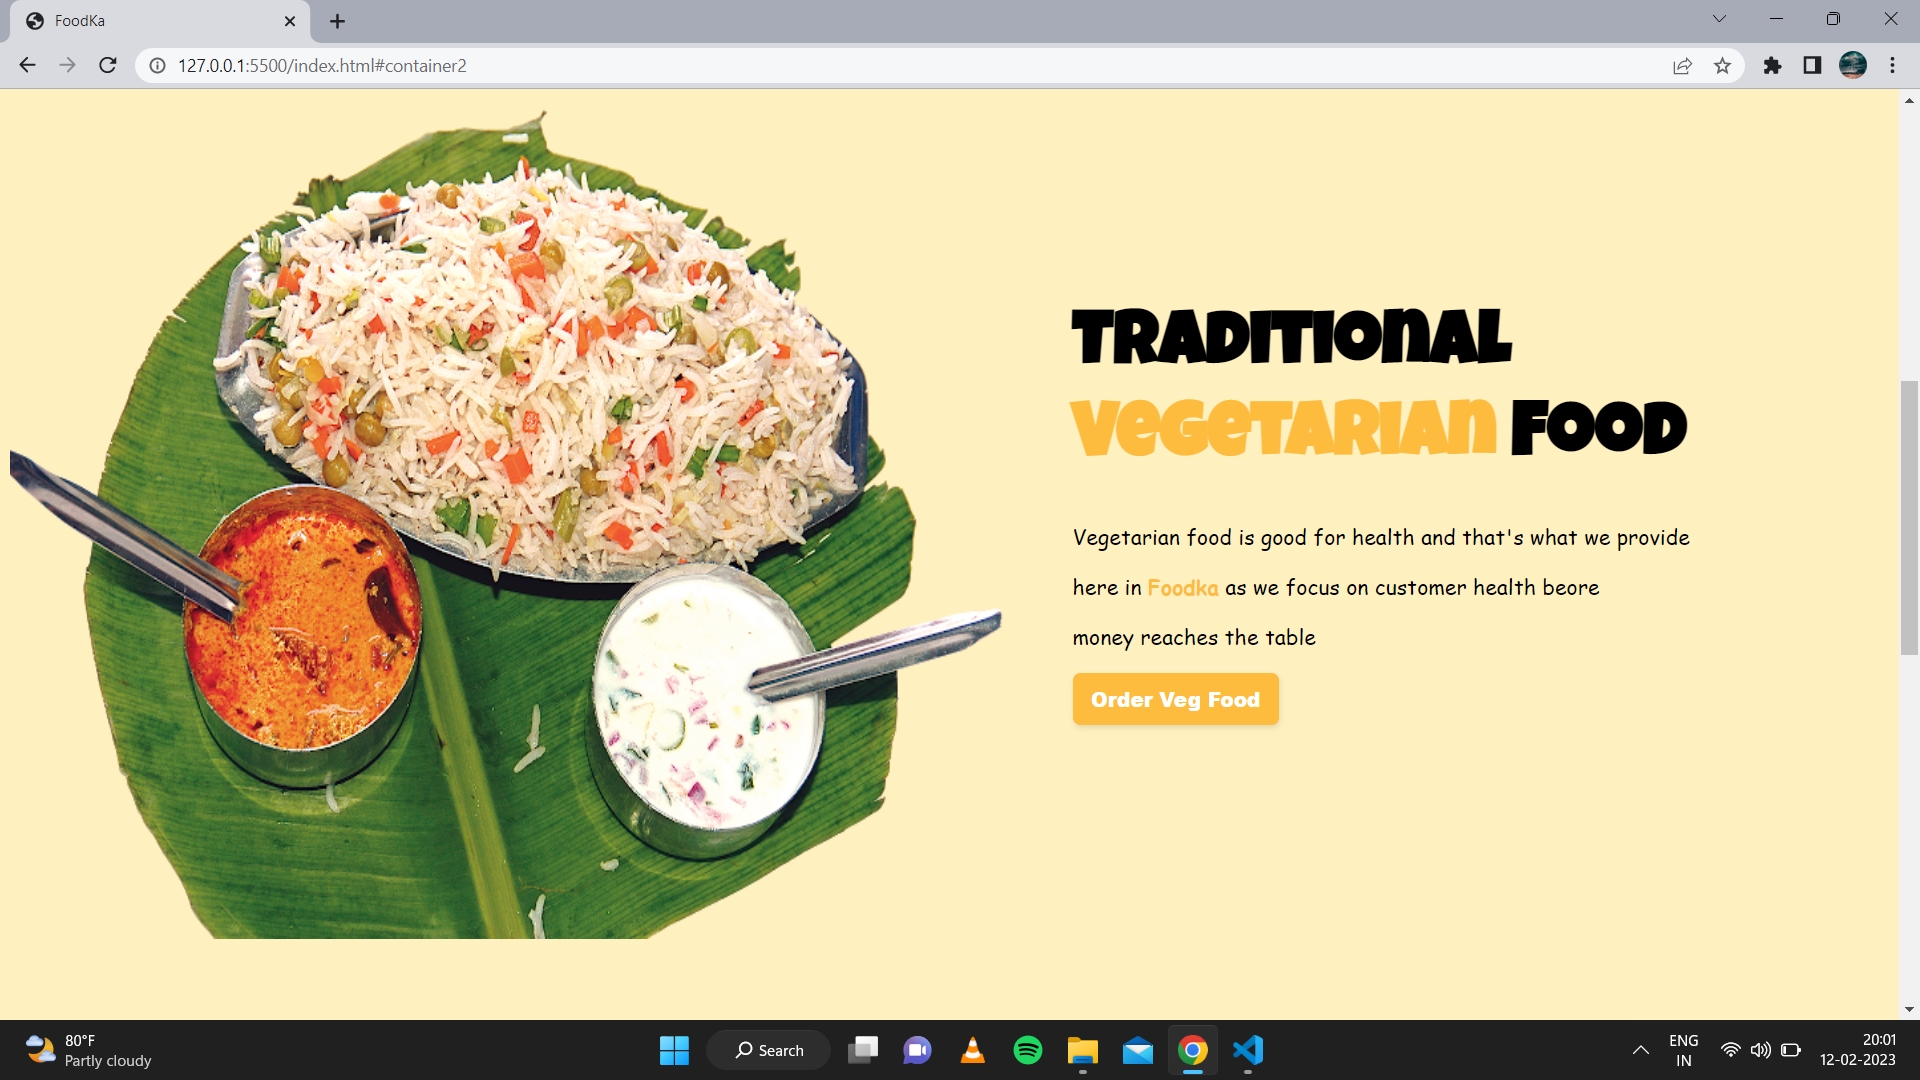 FoodKa
127.0.0.1:5500/index.html#container2
TRADITIONAL
VEGETARIAN FOOD
Vegetarian food is good for health and that's what we provide
here in Foodka as we focus on customer health beore
money reaches the table
Order Veg Food
80°F
Partly cloudy
Search
ENG
IN
20:01
12-02-2023